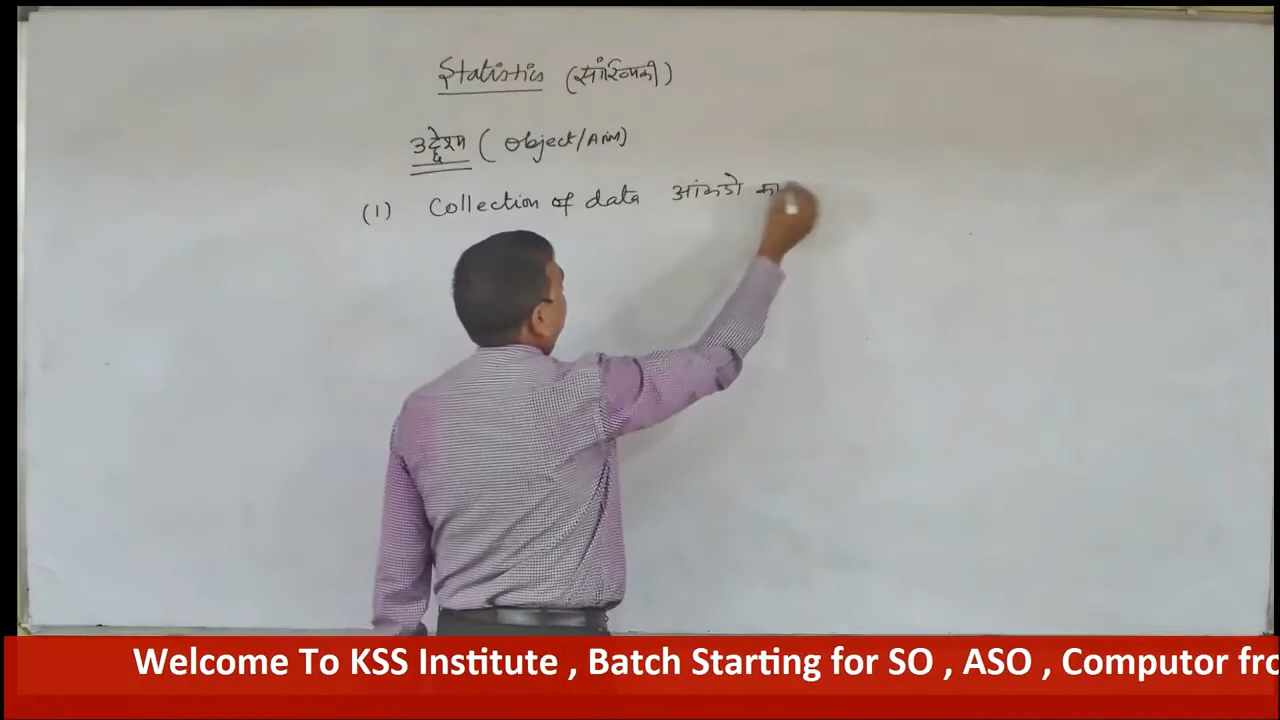 Statistics (सांख्यिकी)
उद्देश्य (Object/Aim)
(1) Collection of data आंकडो का
Welcome To KSS Institute , Batch Starting for SO , ASO , Computor fro